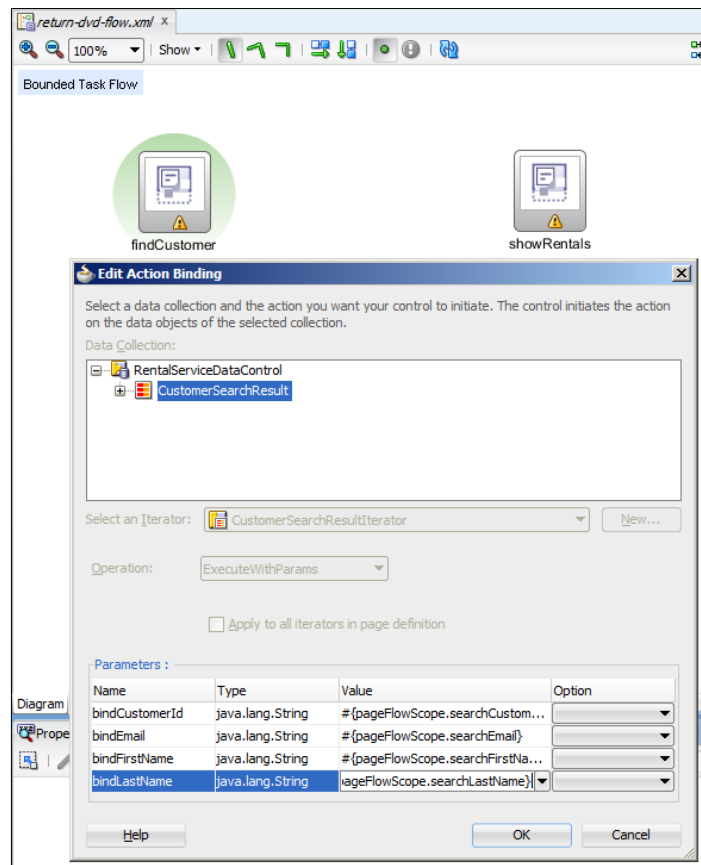 return-dvd-flow.xml
100% Show
Bounded Task Flow
findCustomer showRentals
Edit Action Binding
Select a data collection and the action you want your control to initiate. The control initiates the action
on the data objects of the selected collection.
Data Collection:
RentalServiceDataControl
CustomerSearchResult
Select an Iterator: CustomerSearchResultIterator New...
Operation: ExecuteWithParams
Apply to all iterators in page definition
Parameters :
Name Type Value Option
bindCustomerId java.lang.String #{pageFlowScope.searchCustom...
bindEmail java.lang.String #{pageFlowScope.searchEmail}
bindFirstName java.lang.String #{pageFlowScope.searchFirstNa...
bindLastName java.lang.String ageFlowScope.searchLastName}
Diagram
Prope
Help OK Cancel